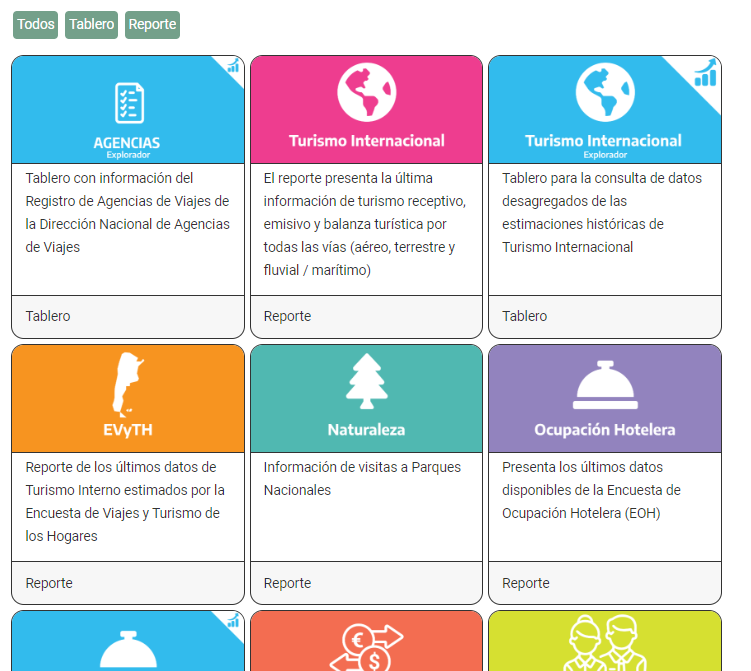 Todos Tablero Reporte
AGENCIAS
Explorador
Tablero con información del
Registro de Agencias de Viajes de
la Dirección Nacional de Agencias
de Viajes
Tablero
Turismo Internacional
El reporte presenta la última
información de turismo receptivo,
emisivo y balanza turística por
todas las vías (aéreo, terrestre y
fluvial / marítimo)
Reporte
Turismo Internacional
Explorador
Tablero para la consulta de datos
desagregados de las
estimaciones históricas de
Turismo Internacional
Tablero
EVyTH
Reporte de los últimos datos de
Turismo Interno estimados por la
Encuesta de Viajes y Turismo de
los Hogares
Reporte
Naturaleza
Información de visitas a Parques
Nacionales
Reporte
Ocupación Hotelera
Presenta los últimos datos
disponibles de la Encuesta de
Ocupación Hotelera (EOH)
Reporte
€
$